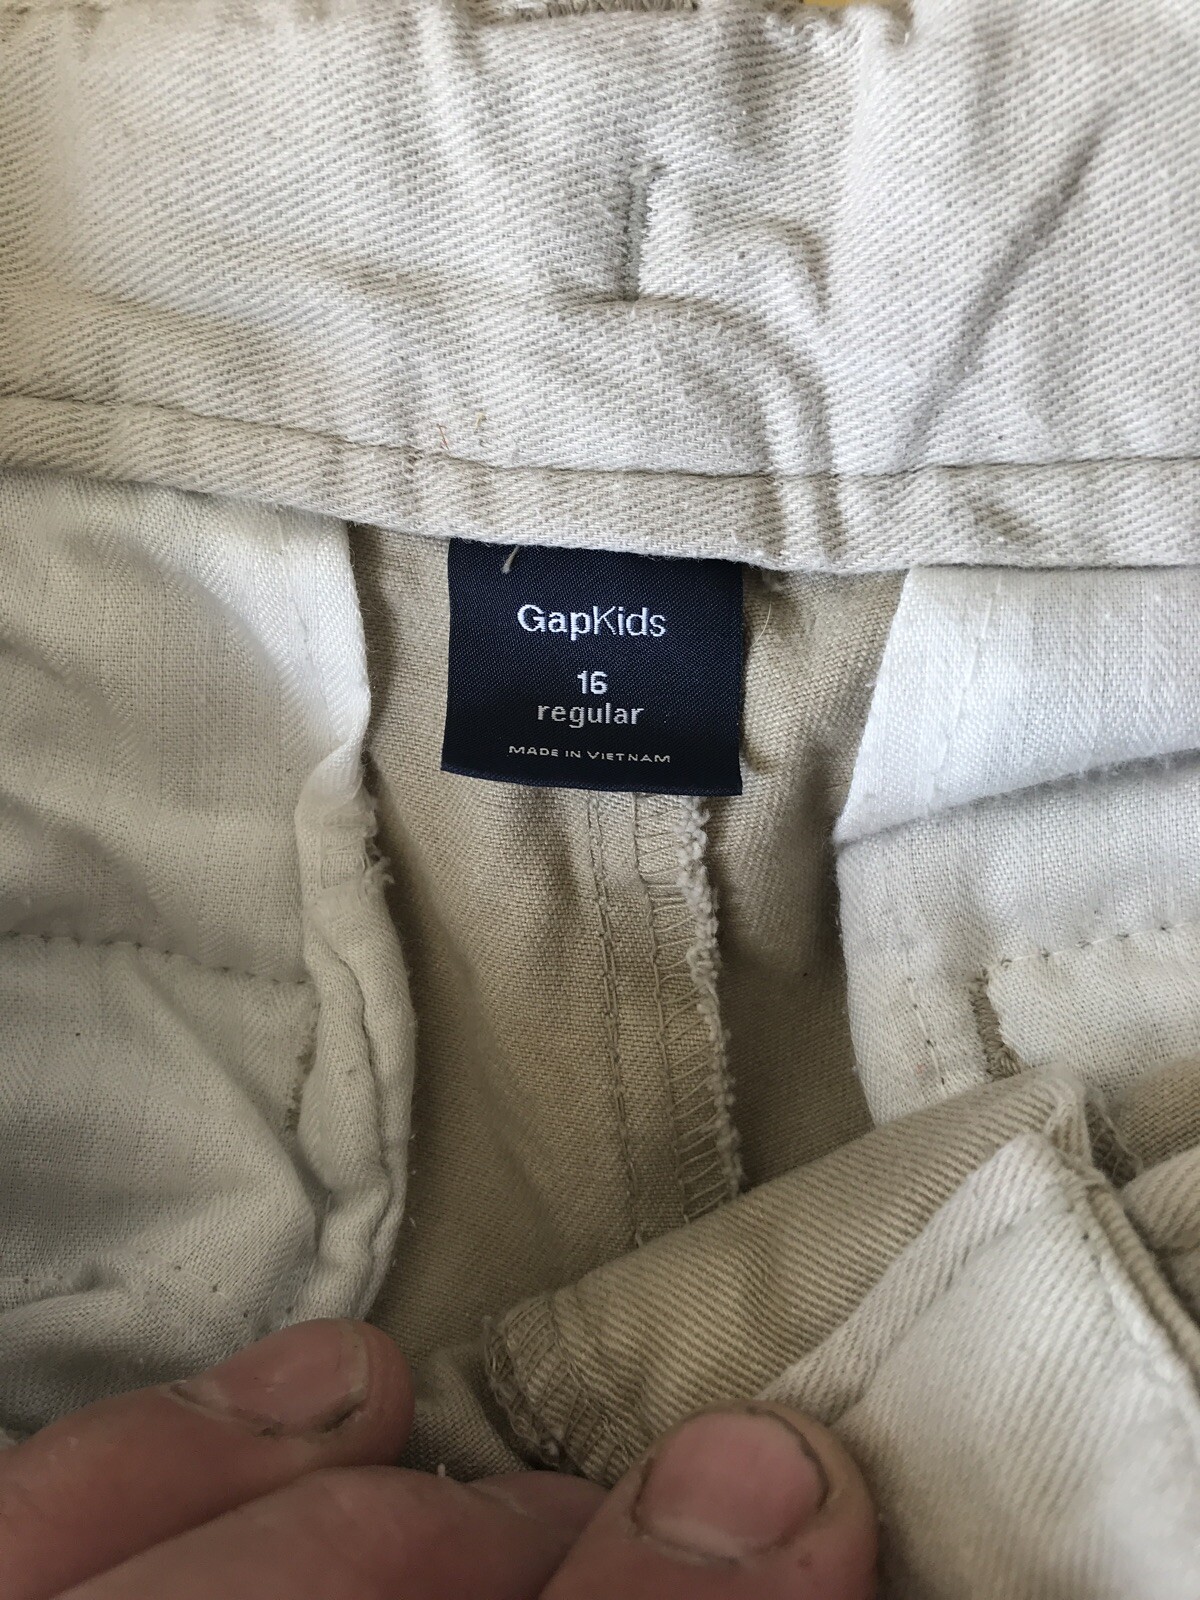 GapKids
16
regular
MADE IN VIETNAM